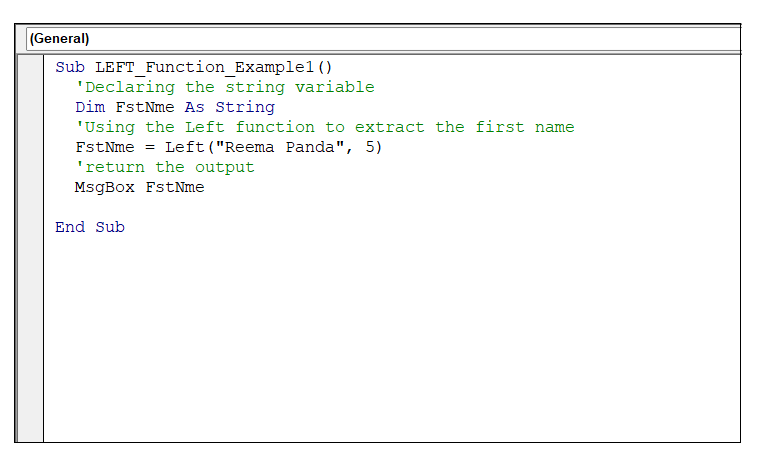 (General)
Sub LEFT_Function_Example1()
'Declaring the string variable
Dim FstNme As String
'Using the Left function to extract the first name
FstNme = Left("Reema Panda", 5)
'return the output
MsgBox FstNme
End Sub